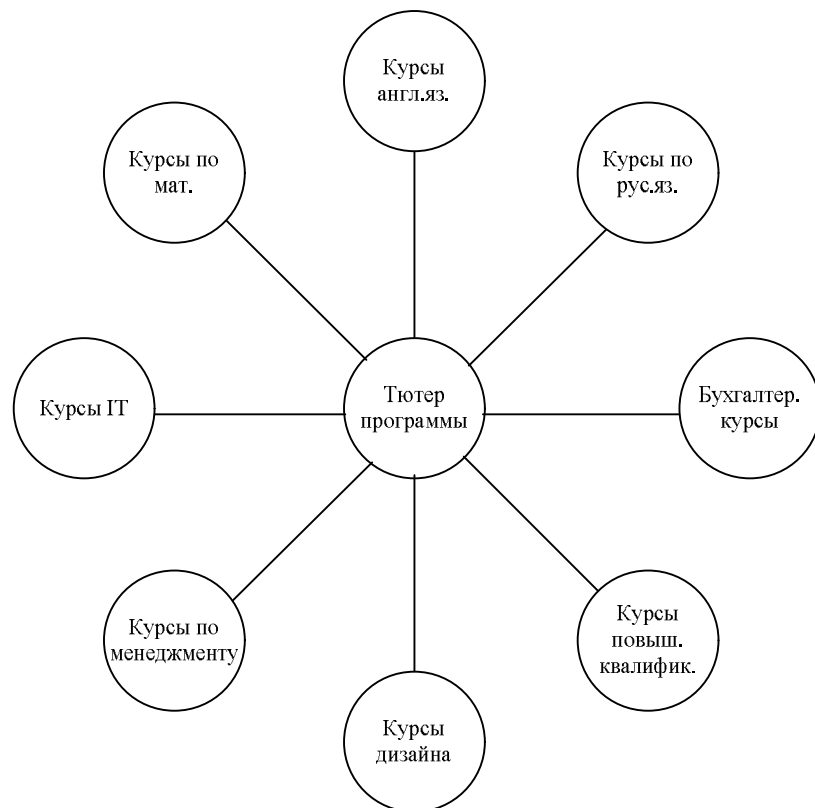 Курсы
англ.яз.
Курсы по
мат.
Курсы по
рус.яз.
Курсы IT
Тютер
программы
Бухгалтер.
курсы
Курсы по
менеджменту
Курсы
повыш.
квалифик.
Курсы
дизайна